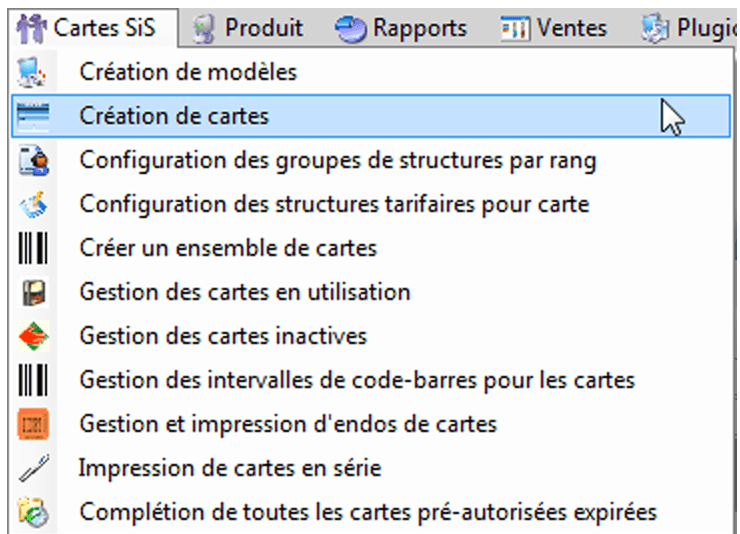 Cartes SiS Produit Rapports Ventes
Création de modèles
Création de cartes
Configuration des groupes de structures par rang
Configuration des structures tarifaires pour carte
Créer un ensemble de cartes
Gestion des cartes en utilisation
Gestion des cartes inactives
Gestion des intervalles de code-barres pour les cartes
Gestion et impression d'endos de cartes
Impression de cartes en série
Complétion de toutes les cartes pré-autorisées expirées